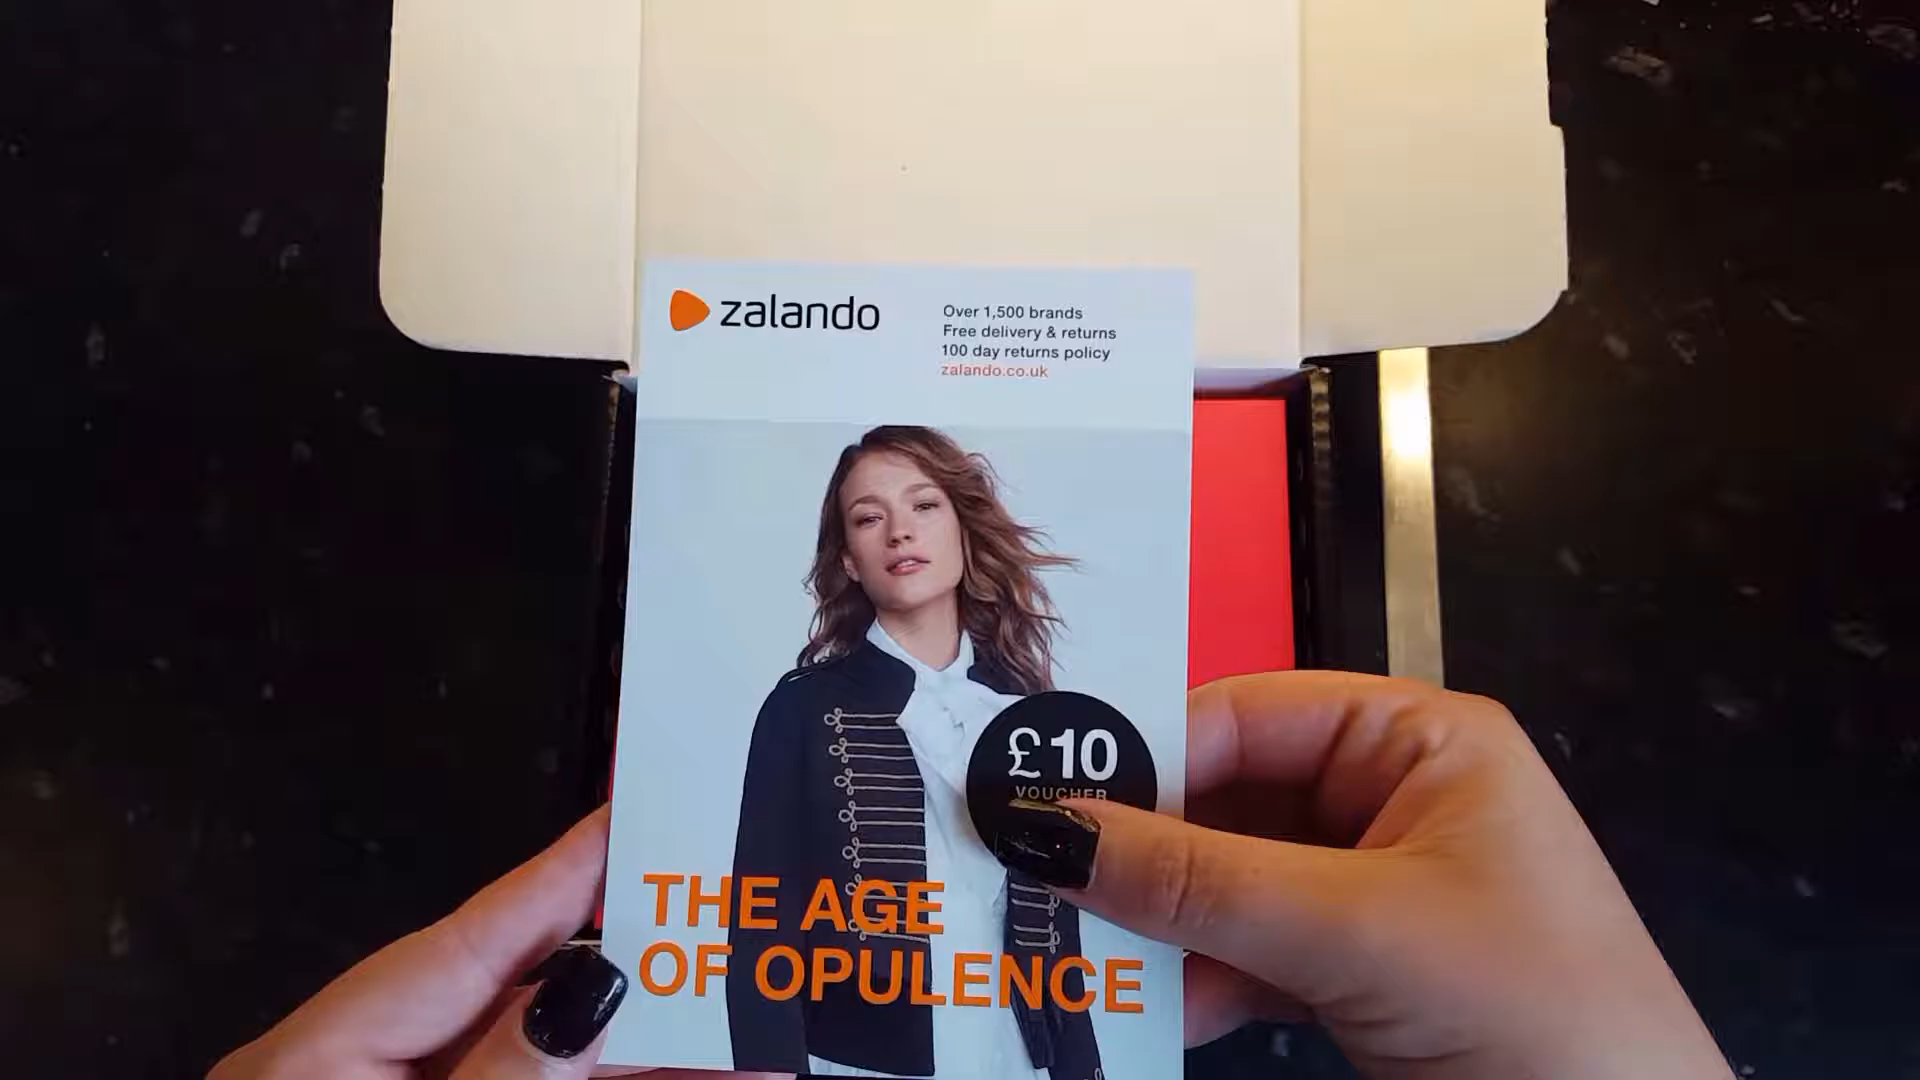 zalando
Over 1,500 brands
Free delivery & returns
100 day returns policy
zalando.co.uk
£10
VOUCHER
THE AGE
OF OPULENCE